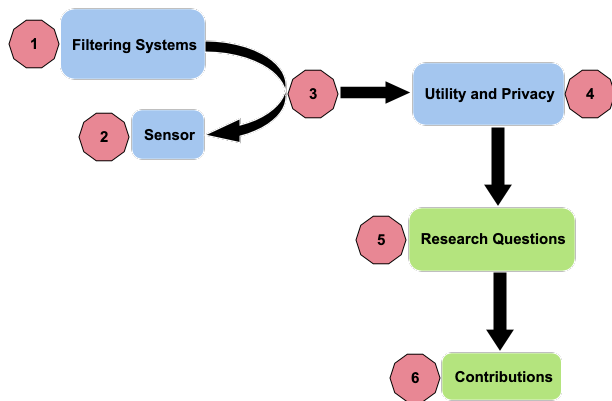 1
Filtering Systems
2
Sensor
3
Utility and Privacy
4
5
Research Questions
6
Contributions